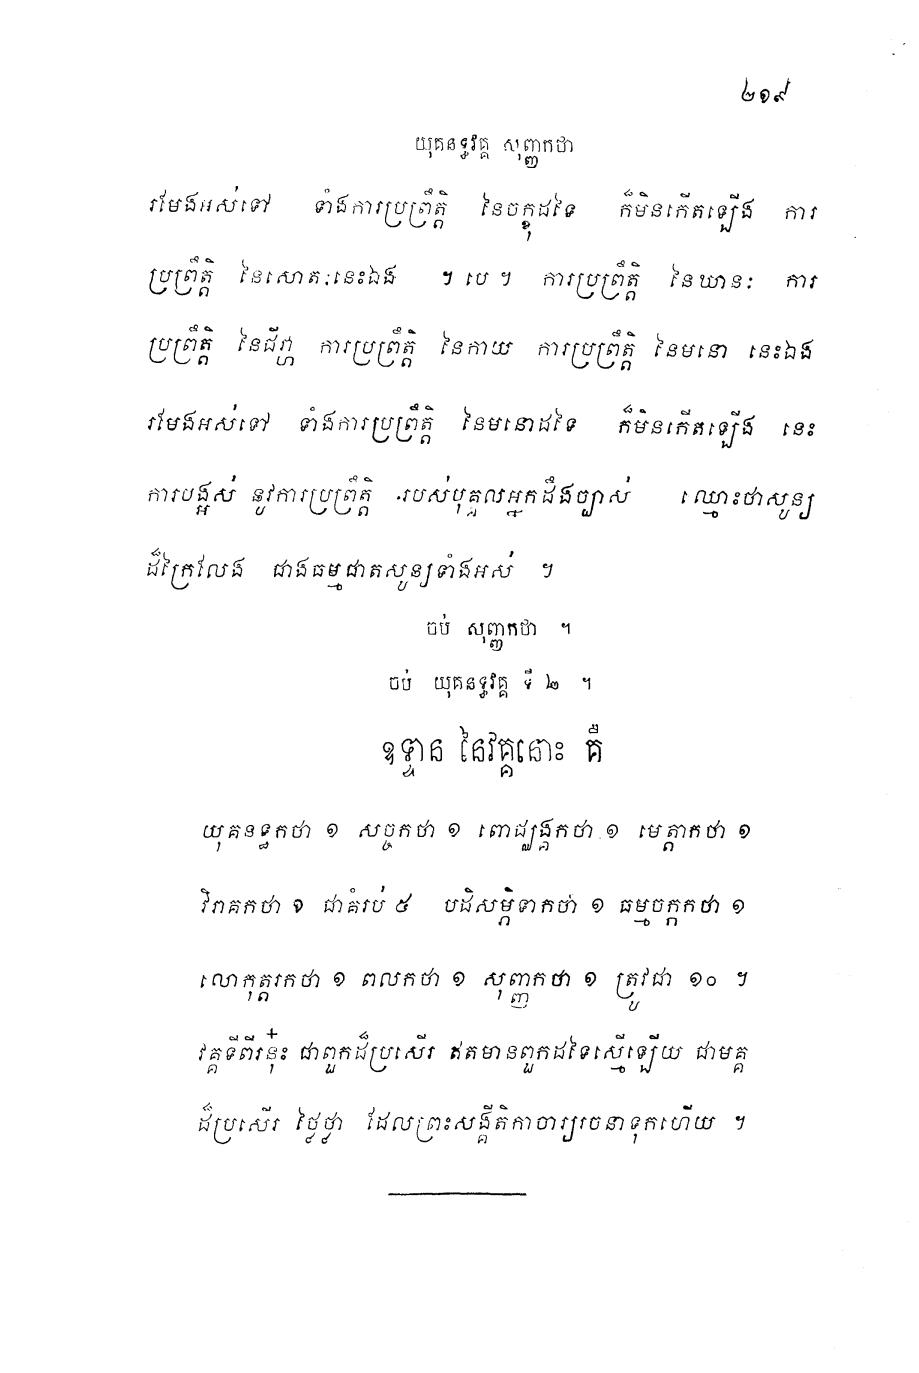 ២១៩
យុគនទ្ធវគ្គ សុញ្ញកថា
រមែងអស់ទៅ ទាំងការប្រព្រឹត្តិ នៃចក្ខុដទៃ ក៏មិនកើតឡើង ការ
ប្រព្រឹត្តិ នៃសោតៈនេះឯង ។ បេ ។ ការប្រព្រឹត្តិ នៃឃានៈ ការ
ប្រព្រឹត្តិ នៃជីវ្ហា ការប្រព្រឹត្តិ នៃកាយ ការប្រព្រឹត្តិ នៃមនោ នេះឯង
រមែងអស់ទៅ ទាំងការប្រព្រឹត្តិ នៃមនោដទៃ ក៏មិនកើតឡើង នេះ
ការបង្អស់ នូវការប្រព្រឹត្តិ របស់បុគ្គលអ្នកដឹងច្បាស់ ឈ្មោះថាសូន្យ
ដ៏ក្រៃលែង ជាងធម្មជាតសូន្យទាំងអស់ ។
ចប់ សុញ្ញកថា ។
ចប់ យុគនទ្ធវគ្គ ទី ២ ។
ឧទ្ទាន នៃវគ្គនោះ គឺ
យុគនទ្ធកថា ១ សច្ចកថា ១ ពោជ្ឈង្គកថា ១ មេត្តាកថា ១
វិរាគកថា ១ ជាគំរប់ ៥ បដិសម្ភិទាកថា ១ ធម្មចក្កកថា ១
លោកុត្តរកថា ១ ពលកថា ១ សុញ្ញកថា ១ ត្រូវជា ១០ ។
វគ្គទីពីរនុ៎ះ ជាពួកដ៏ប្រសើរ ឥតមានពួកដទៃស្មើឡើយ ជាមគ្គ
ដ៏ប្រសើរ ថ្លៃថ្លា ដែលព្រះសង្គីតិកាចារ្យរចនាទុកហើយ ។